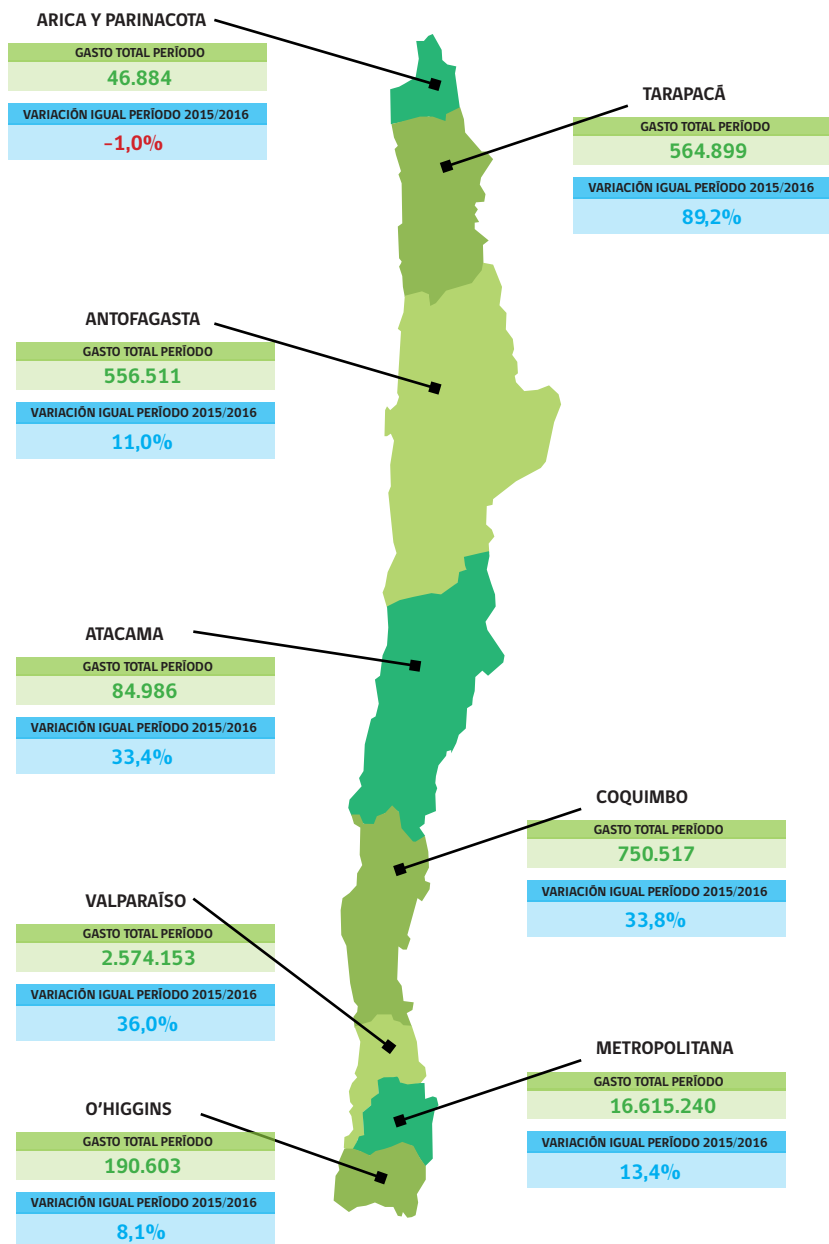 ARICA Y PARINACOTA
GASTO TOTAL PERÍODO
46.884
VARIACIÓN IGUAL PERÍODO 2015/2016
-1,0%
TARAPACÁ
GASTO TOTAL PERÍODO
564.899
VARIACIÓN IGUAL PERÍODO 2015/2016
89,2%
ANTOFAGASTA
GASTO TOTAL PERÍODO
556.511
VARIACIÓN IGUAL PERÍODO 2015/2016
11,0%
ATACAMA
GASTO TOTAL PERÍODO
84.986
VARIACIÓN IGUAL PERÍODO 2015/2016
33,4%
COQUIMBO
GASTO TOTAL PERÍODO
750.517
VARIACIÓN IGUAL PERÍODO 2015/2016
33,8%
VALPARAÍSO
GASTO TOTAL PERÍODO
2.574.153
VARIACIÓN IGUAL PERÍODO 2015/2016
36,0%
METROPOLITANA
GASTO TOTAL PERÍODO
16.615.240
VARIACIÓN IGUAL PERÍODO 2015/2016
13,4%
O'HIGGINS
GASTO TOTAL PERÍODO
190.603
VARIACIÓN IGUAL PERÍODO 2015/2016
8,1%